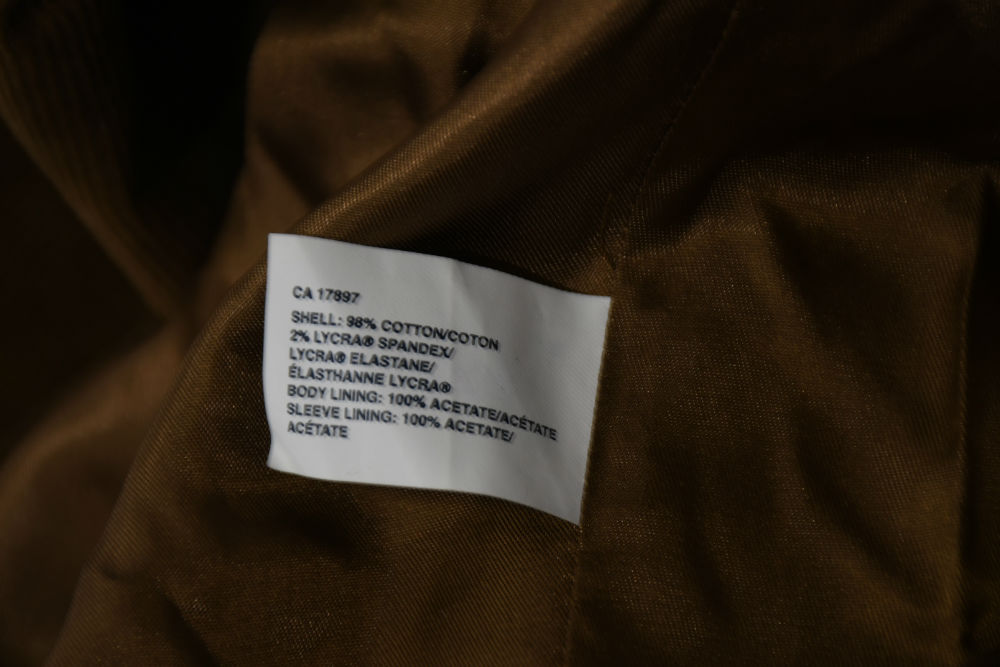 CA 17897
SHELL: 98% COTTON/COTON
2% LYCRA® SPANDEX/
LYCRA® ELASTANE/
ÉLASTHANNE LYCRA®
BODY LINING: 100% ACETATE/ACÉTATE
SLEEVE LINING: 100% ACETATE/
ACÉTATE